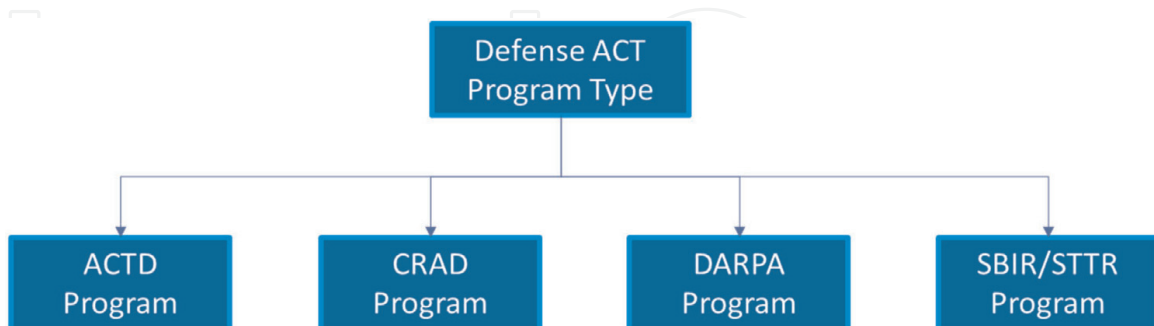 Defense ACT
Program Type
ACTD
Program
CRAD
Program
DARPA
Program
SBIR/STTR
Program